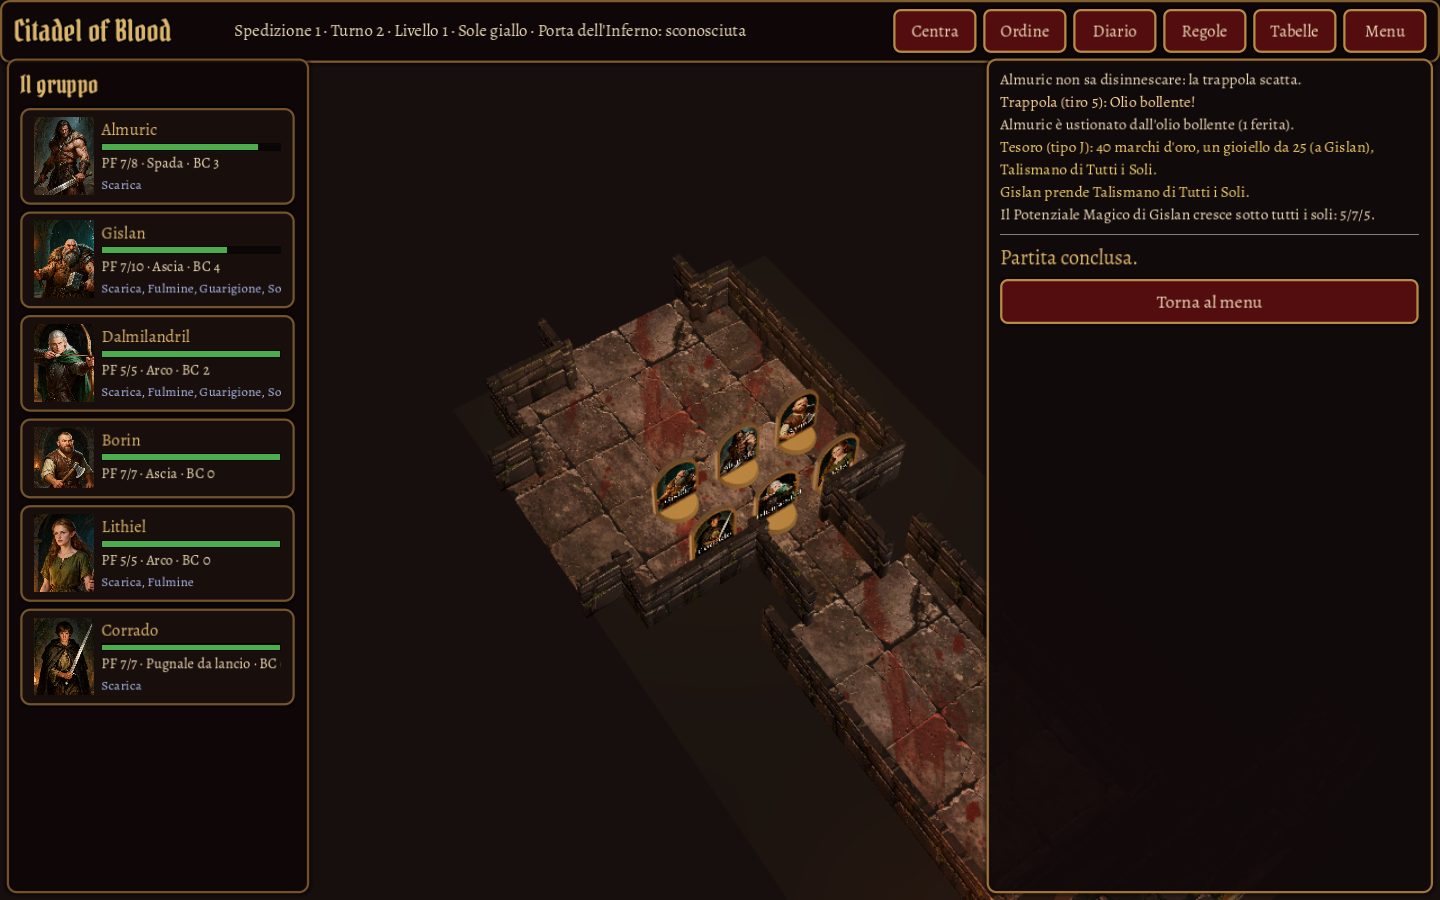 Citadel of Blood
Spedizione 1 · Turno 2 · Livello 1 · Sole giallo · Porta dell'Inferno: sconosciuta
Centra
Ordine
Diario
Regole
Tabelle
Menu
Il gruppo
Almuric
PF 7/8 · Spada · BC 3
Scarica
Gislan
PF 7/10 · Ascia · BC 4
Scarica, Fulmine, Guarigione, So
Dalmilandril
PF 5/5 · Arco · BC 2
Scarica, Fulmine, Guarigione, So
Borin
PF 7/7 · Ascia · BC 0
Lithiel
PF 5/5 · Arco · BC 0
Scarica, Fulmine
Corrado
PF 7/7 · Pugnale da lancio · BC
Scarica
Almuric non sa disinnescare: la trappola scatta.
Trappola (tiro 5): Olio bollente!
Almuric è ustionato dall'olio bollente (1 ferita).
Tesoro (tipo J): 40 marchi d'oro, un gioiello da 25 (a Gislan),
Talismano di Tutti i Soli.
Gislan prende Talismano di Tutti i Soli.
Il Potenziale Magico di Gislan cresce sotto tutti i soli: 5/7/5.
Partita conclusa.
Torna al menu